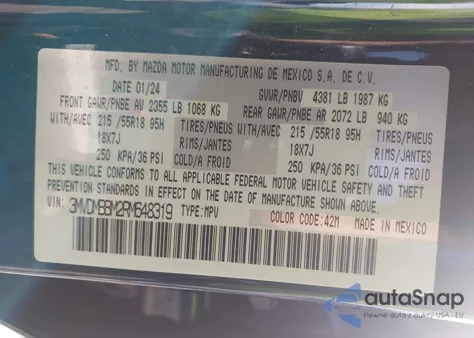 MFD. BY MAZDA MOTOR MANUFACTURING DE MEXICO S.A. DE C.V.
DATE 01/24 GVWR/PNBV 4381 LB 1987 KG
FRONT GAWR/PNBE AV 2355 LB 1068 KG REAR GAWR/PNBE AR 2072 LB 940 KG
WITH/AVEC 215/55R18 95H TIRES/PNEUS WITH/AVEC 215/55R18 95H TIRES/PNEUS
18X7J RIMS/JANTES 18X7J RIMS/JANTES
250 KPA/36 PSI COLD/A FROID 250 KPA/36 PSI COLD/A FROID
THIS VEHICLE CONFORMS TO ALL APPLICABLE FEDERAL MOTOR VEHICLE SAFETY AND THEFT
PREVENTION STANDARDS IN EFFECT ON THE DATE OF MANUFACTURE SHOWN ABOVE.
VIN: 3MVDMBBM2RM648319 TYPE:MPV COLOR CODE:42M MADE IN MEXICO
autoSnap
Pewne auto z aukcji USA i EU